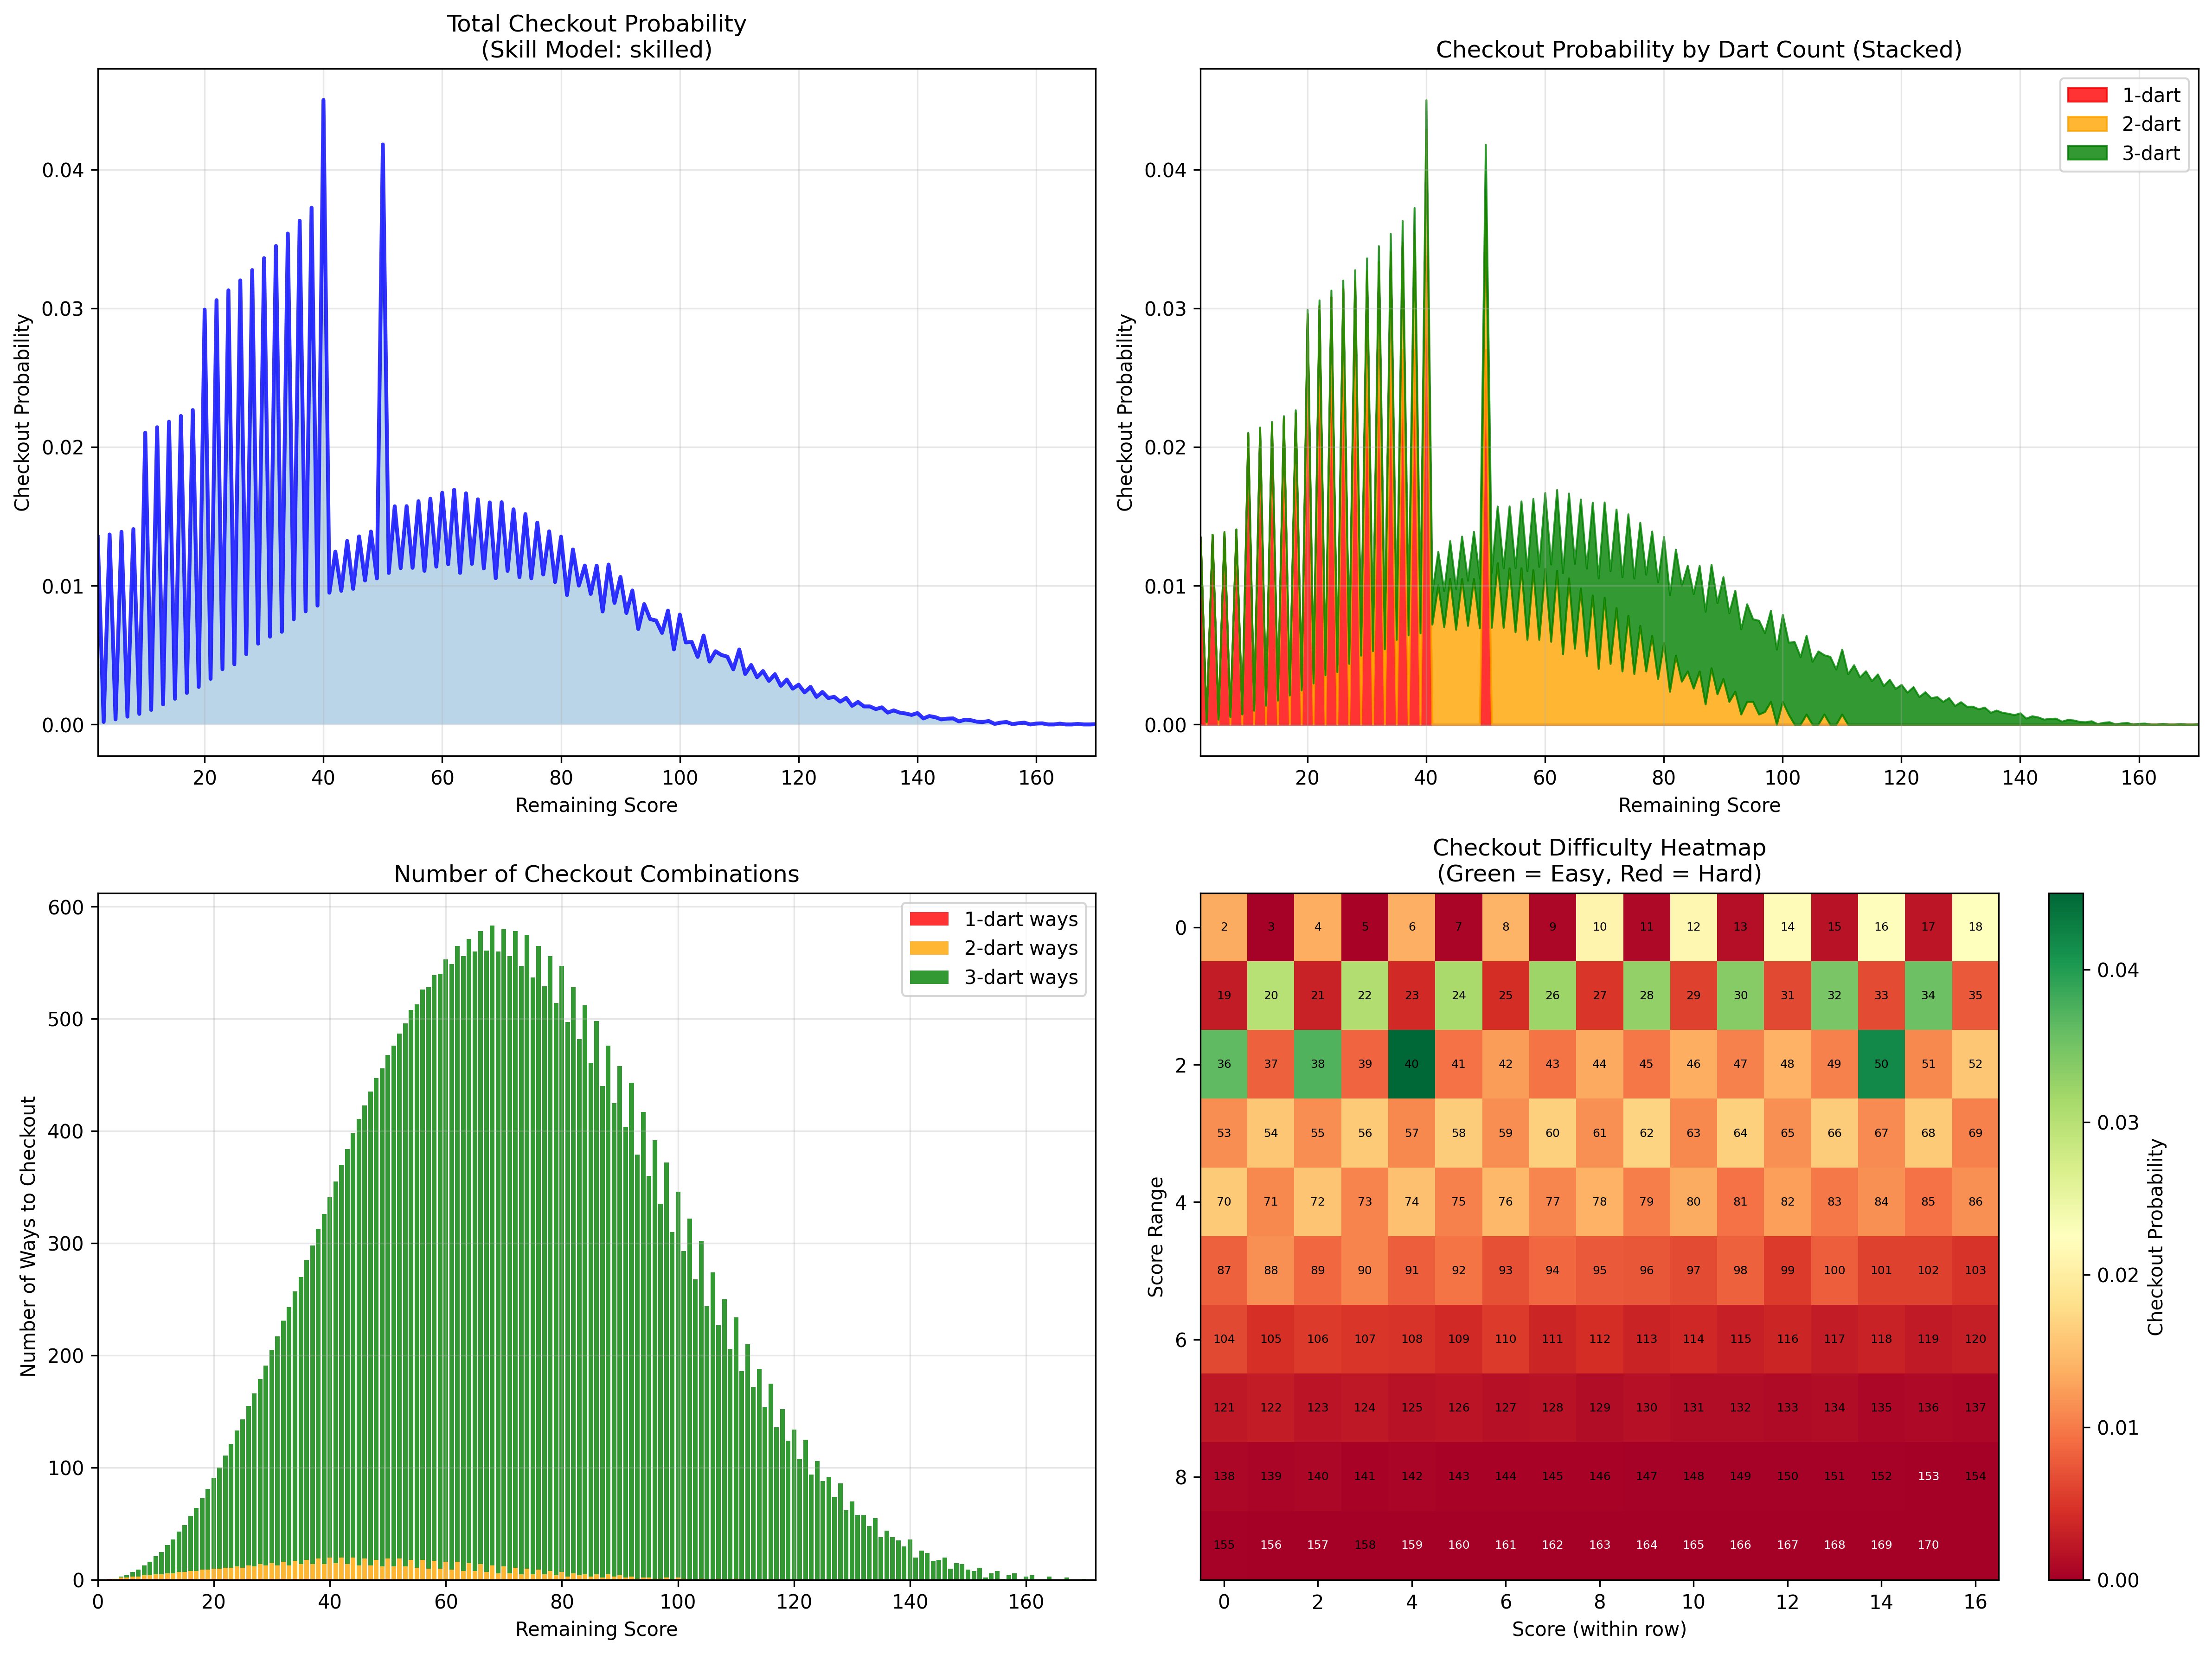 Total Checkout Probability
(Skill Model: skilled)
Checkout Probability
0.04
0.03
0.02
0.01
0.00
20 40 60 80 100 120 140 160
Remaining Score
Checkout Probability by Dart Count (Stacked)
1-dart
2-dart
3-dart
Checkout Probability
0.04
0.03
0.02
0.01
0.00
20 40 60 80 100 120 140 160
Remaining Score
Number of Checkout Combinations
1-dart ways
2-dart ways
3-dart ways
Number of Ways to Checkout
600
500
400
300
200
100
0
0 20 40 60 80 100 120 140 160
Remaining Score
Checkout Difficulty Heatmap
(Green = Easy, Red = Hard)
Score Range
0 2 3 4 5 6 7 8 9 10 11 12 13 14 15 16 17 18
19 20 21 22 23 24 25 26 27 28 29 30 31 32 33 34 35
2 36 37 38 39 40 41 42 43 44 45 46 47 48 49 50 51 52
53 54 55 56 57 58 59 60 61 62 63 64 65 66 67 68 69
4 70 71 72 73 74 75 76 77 78 79 80 81 82 83 84 85 86
87 88 89 90 91 92 93 94 95 96 97 98 99 100 101 102 103
6 104 105 106 107 108 109 110 111 112 113 114 115 116 117 118 119 120
121 122 123 124 125 126 127 128 129 130 131 132 133 134 135 136 137
8 138 139 140 141 142 143 144 145 146 147 148 149 150 151 152 153 154
155 156 157 158 159 160 161 162 163 164 165 166 167 168 169 170
0 2 4 6 8 10 12 14 16
Score (within row)
0.04
0.03
0.02
0.01
0.00
Checkout Probability